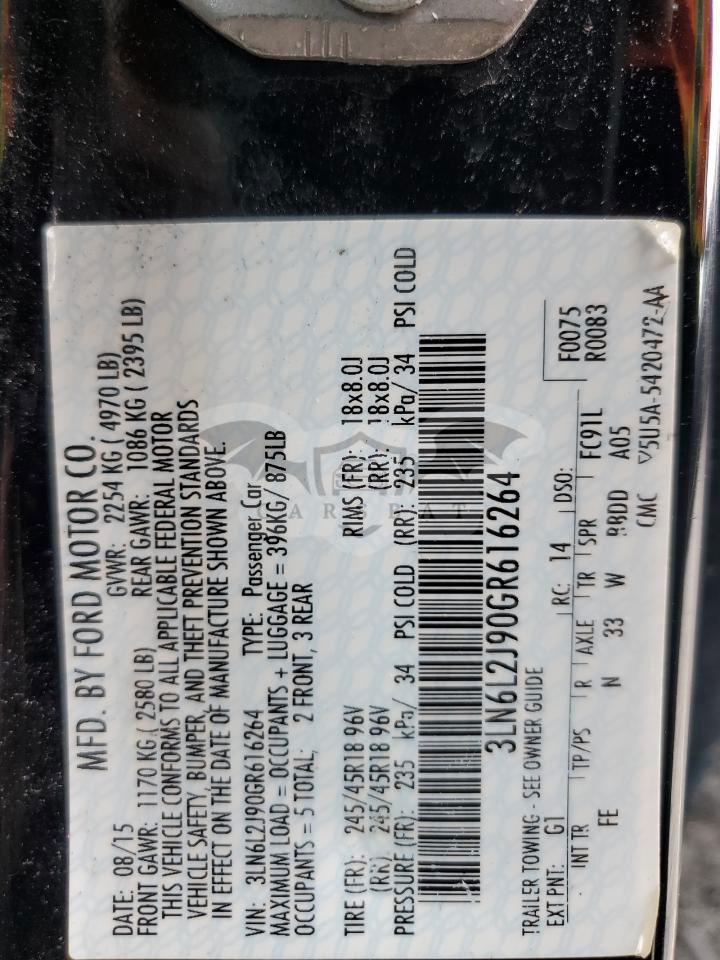 MFD. BY FORD MOTOR CO.
DATE: 08/15 GVWR: 2254 KG ( 4970 LB)
FRONT GAWR: 1170 KG ( 2580 LB) REAR GAWR: 1086 KG ( 2395 LB)
THIS VEHICLE CONFORMS TO ALL APPLICABLE FEDERAL MOTOR
VEHICLE SAFETY, BUMPER, AND THEFT PREVENTION STANDARDS
IN EFFECT ON THE DATE OF MANUFACTURE SHOWN ABOVE.
VIN: 3LN6L2J90GR616264 TYPE: Passenger Car
MAXIMUM LOAD = OCCUPANTS + LUGGAGE = 396KG/ 875LB
OCCUPANTS = 5 TOTAL; 2 FRONT, 3 REAR
TIRE (FR): 245/45R18 96V RIMS (FR): 18x8.0J
(RR): 245/45R18 96V (RR): 18x8.0J
PRESSURE (FR): 235 kPa/ 34 PSI COLD (RR): 235 kPa/ 34 PSI COLD
CARSBAT
3LN6L2J90GR616264
TRAILER TOWING - SEE OWNER GUIDE
EXT PNT: G1 RC: 14 DSO: F0075
R0083
INT TR TP/PS R AXLE TR SPR FC91L
FE N 33 W BBDD A05
CMC ▽5U5A-5420472-AA